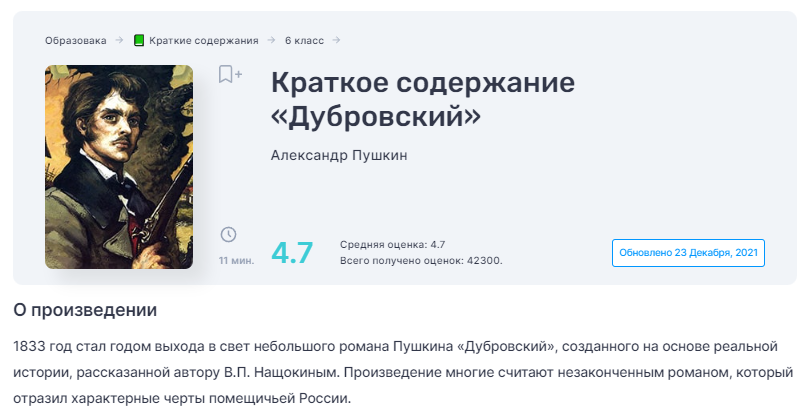 Образовака → Краткие содержания → 6 класс →
Краткое содержание
«Дубровский»
Александр Пушкин
11 мин.
4.7
Средняя оценка: 4.7
Всего получено оценок: 42300.
Обновлено 23 Декабря, 2021
О произведении
1833 год стал годом выхода в свет небольшого романа Пушкина «Дубровский», созданного на основе реальной
истории, рассказанной автору В.П. Нащокиным. Произведение многие считают незаконченным романом, который
отразил характерные черты помещичьей России.